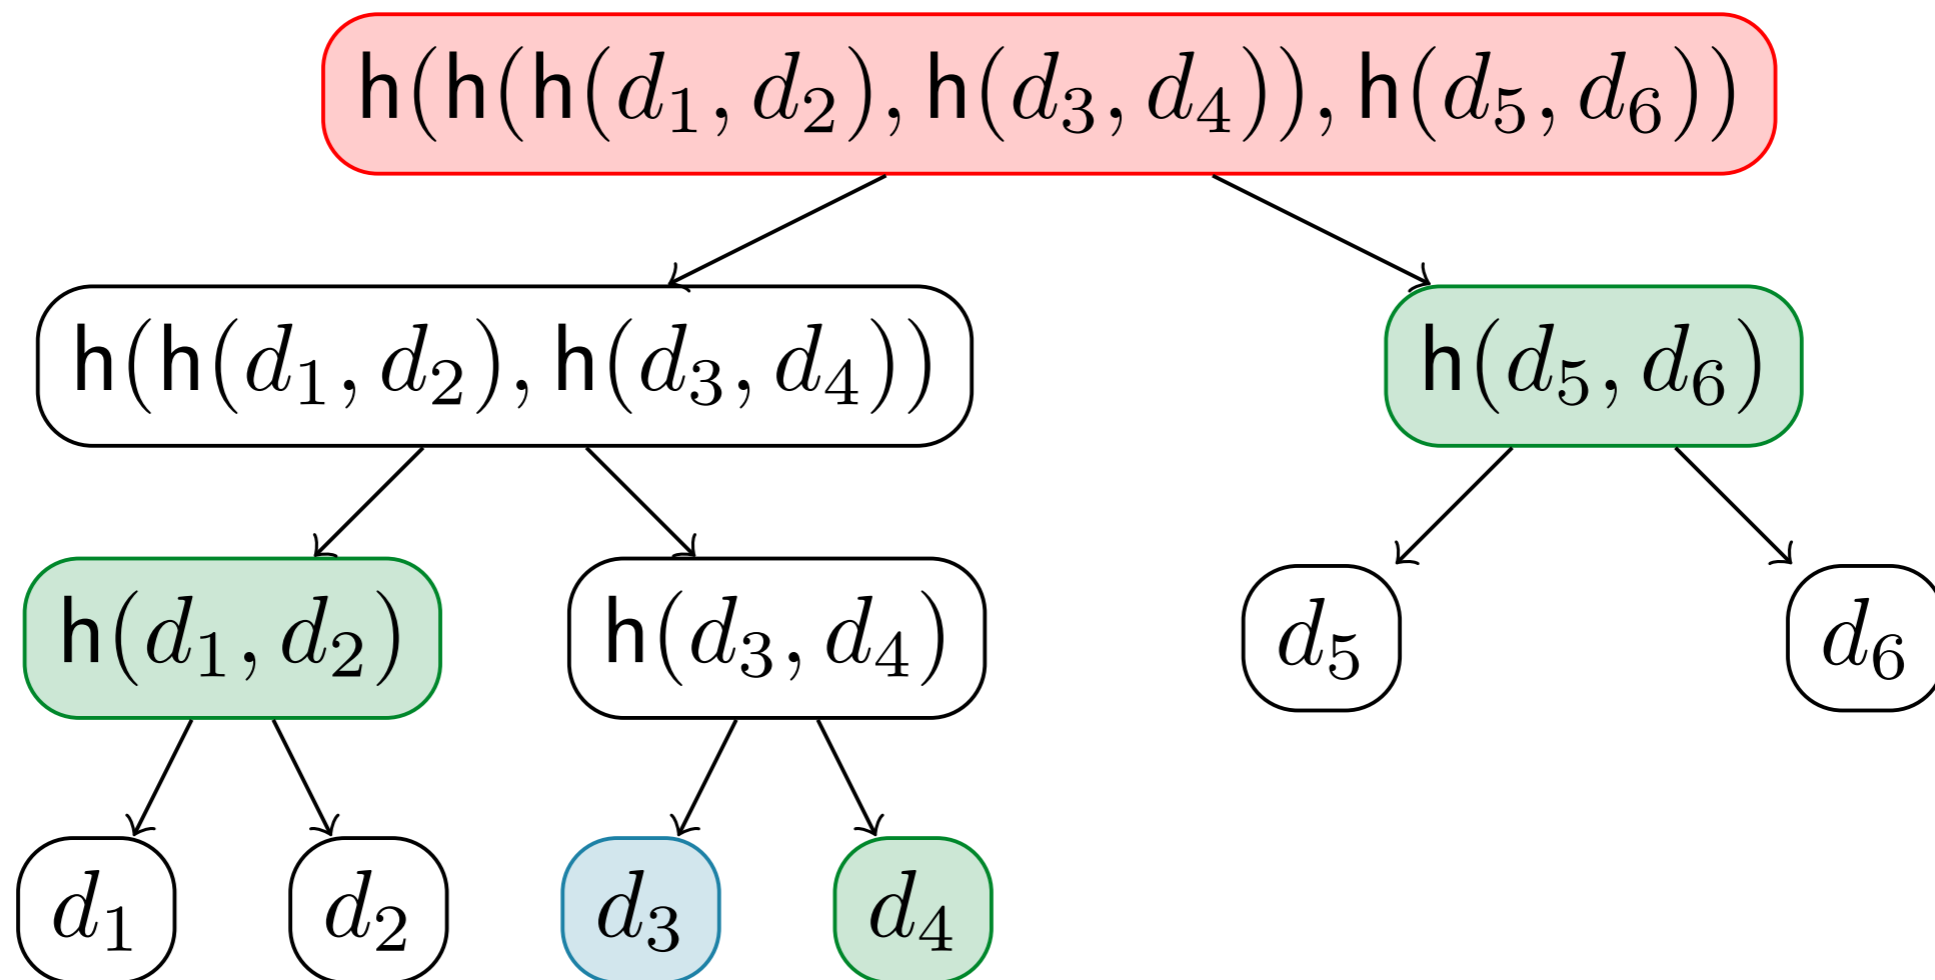 h(h(h(d₁, d₂), h(d₃, d₄)), h(d₅, d₆))
h(h(d₁, d₂), h(d₃, d₄))
h(d₅, d₆)
h(d₁, d₂)
h(d₃, d₄)
d₅
d₆
d₁
d₂
d₃
d₄